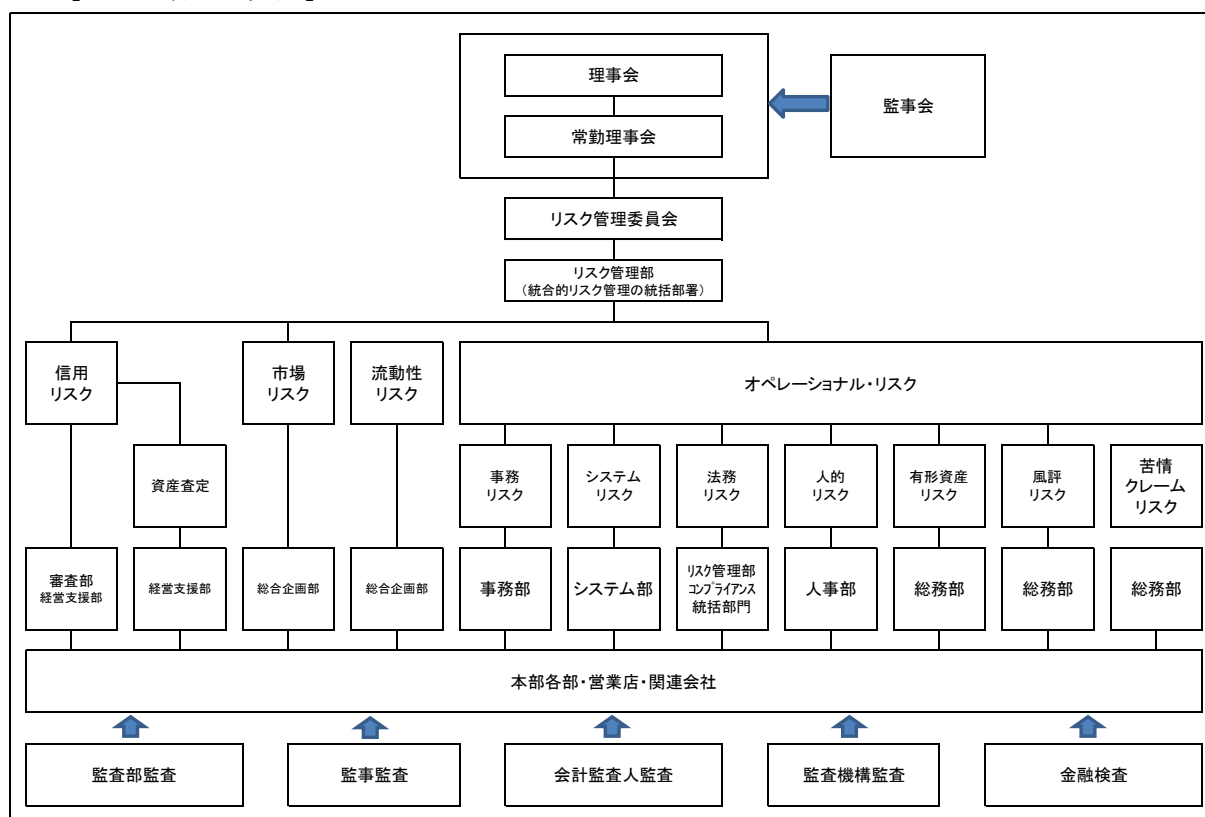 理事会
監事会
常勤理事会
リスク管理委員会
リスク管理部
（統合的リスク管理の統括部署）
信用
リスク
市場
リスク
流動性
リスク
オペレーショナル・リスク
資産査定
事務
リスク
システム
リスク
法務
リスク
人的
リスク
有形資産
リスク
風評
リスク
苦情
クレーム
リスク
審査部
経営支援部
経営支援部
総合企画部
総合企画部
事務部
システム部
リスク管理部
コンプライアンス
統括部門
人事部
総務部
総務部
総務部
本部各部・営業店・関連会社
監査部監査
監事監査
会計監査人監査
監査機構監査
金融検査